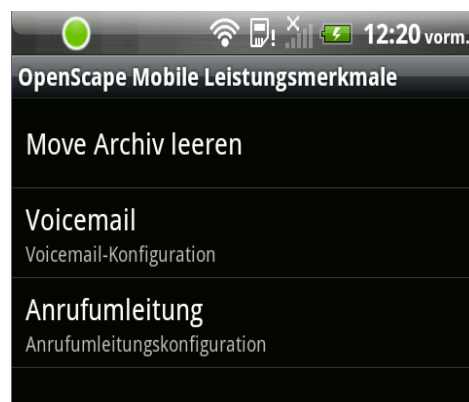 12:20 vorm.
OpenScape Mobile Leistungsmerkmale
Move Archiv leeren
Voicemail
Voicemail-Konfiguration
Anrufumleitung
Anrufumleitungskonfiguration